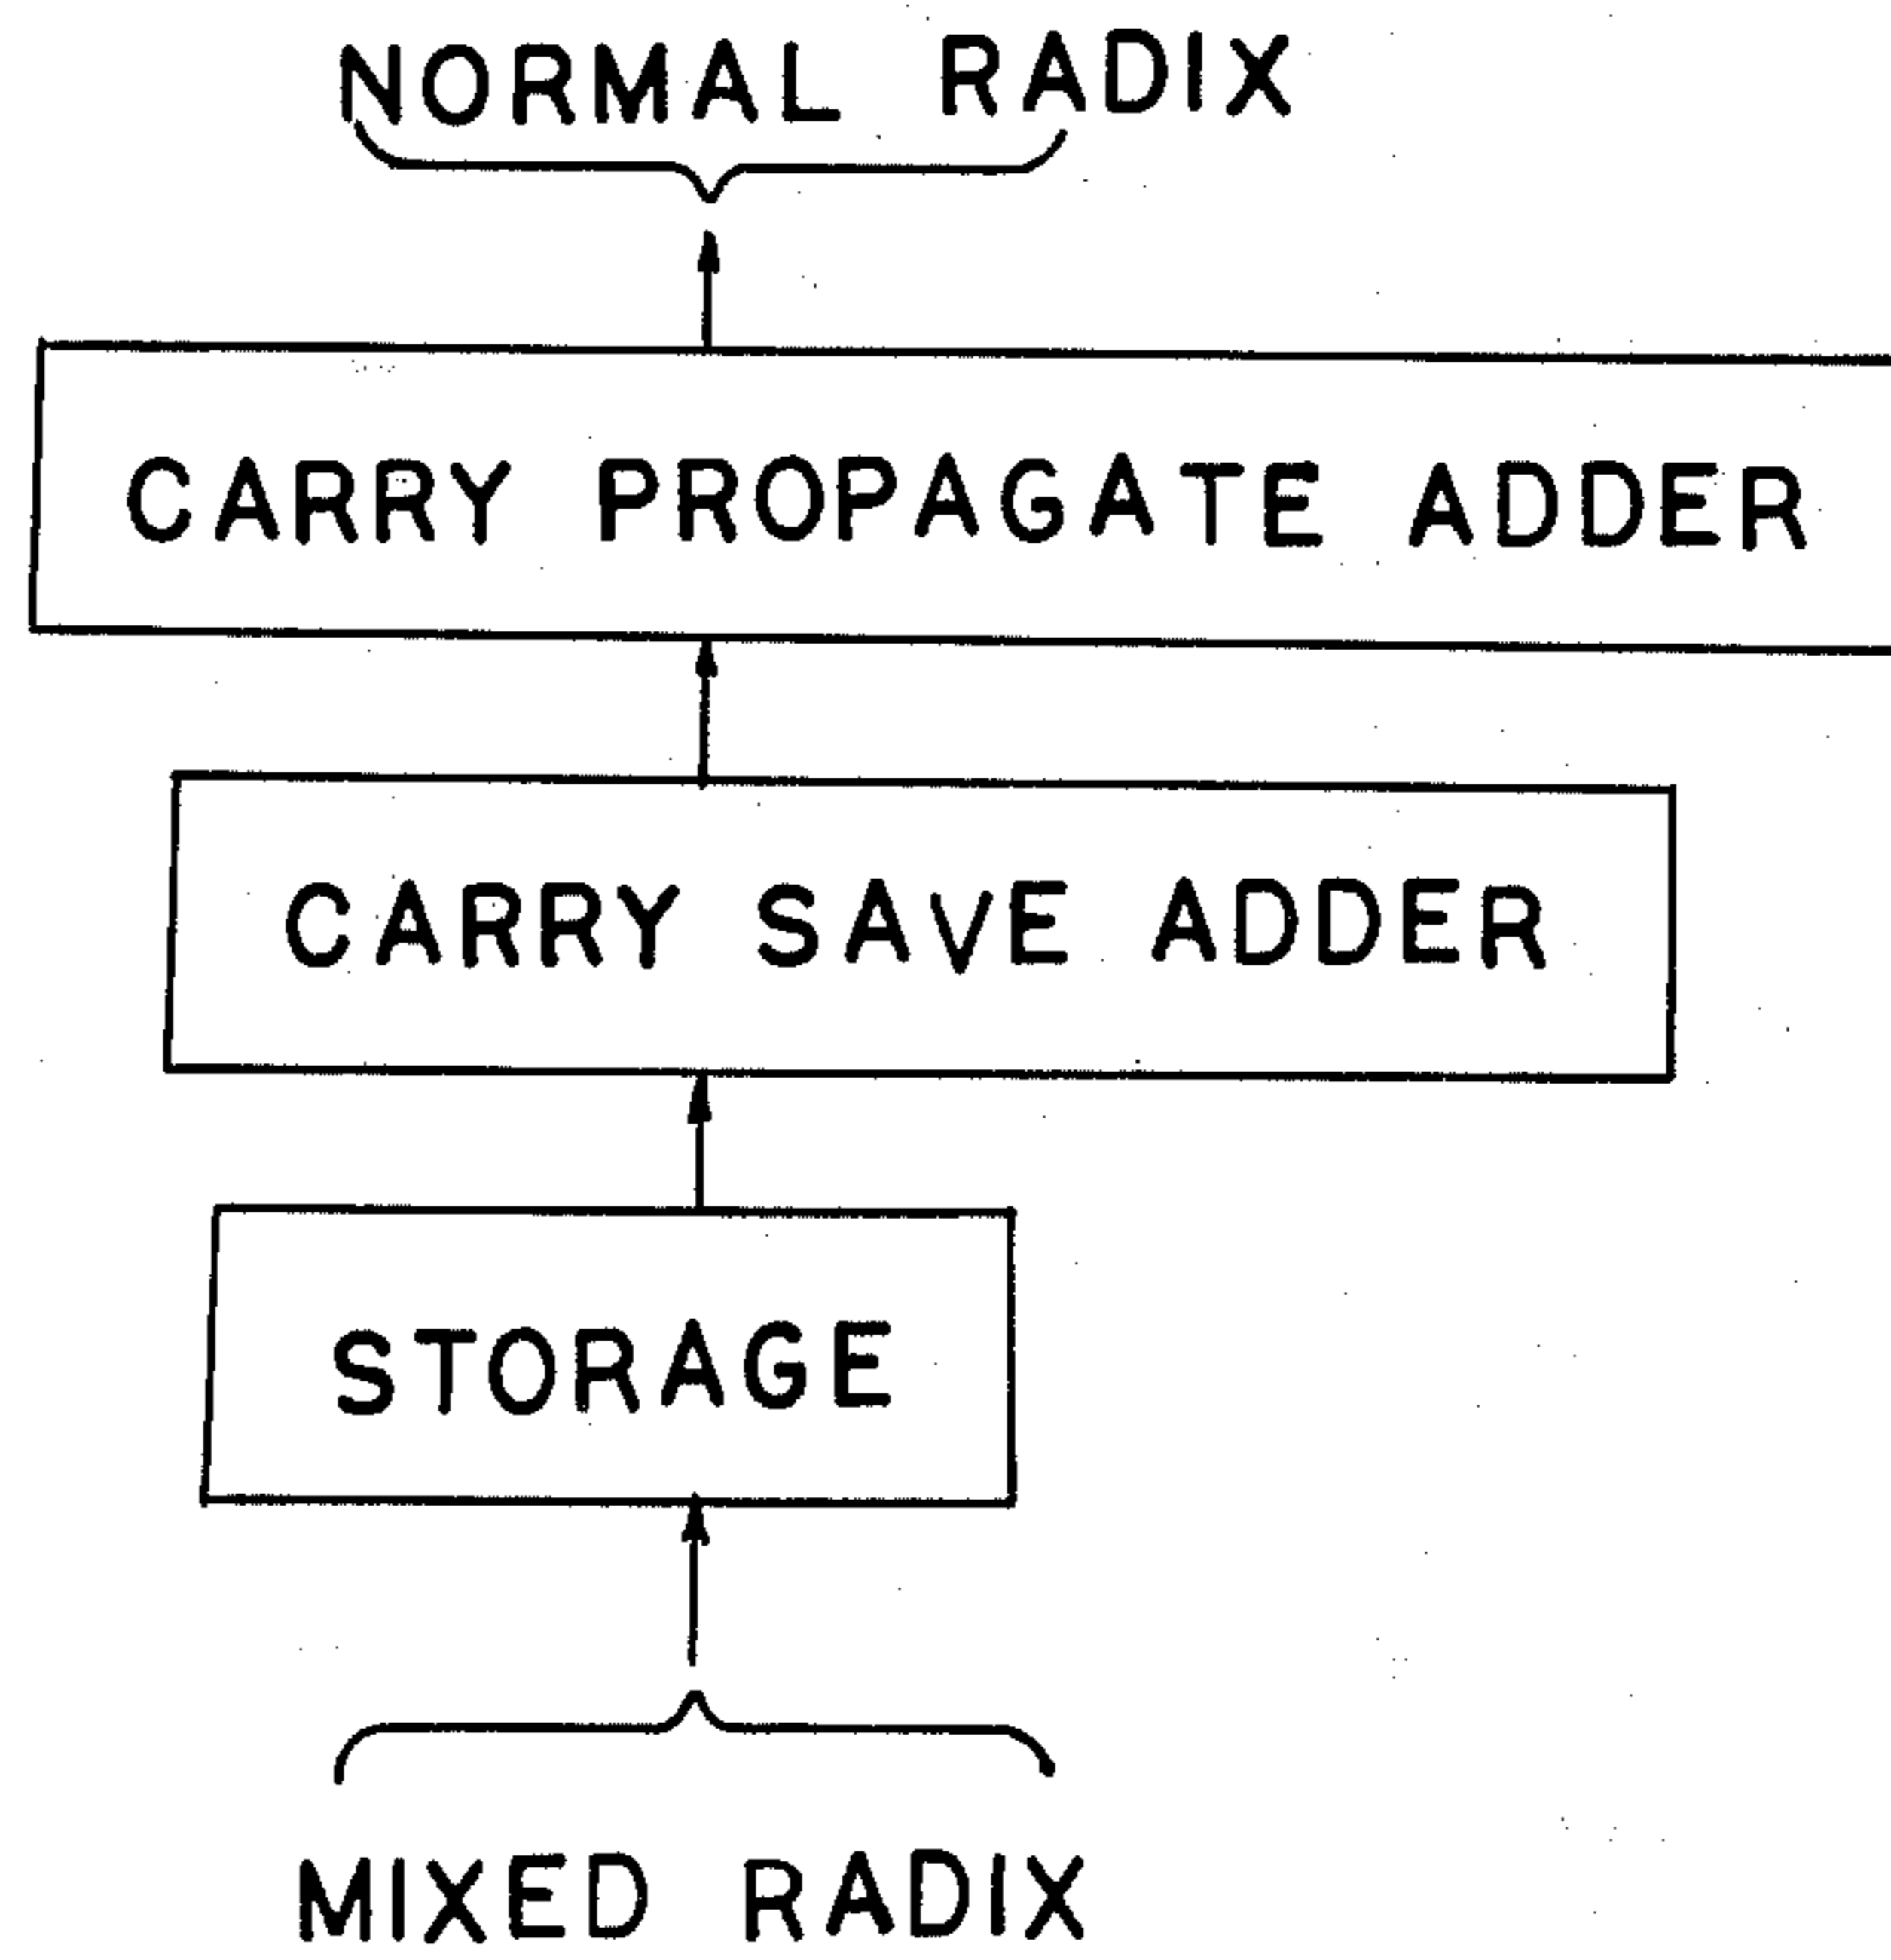 NORMAL RADIX
CARRY PROPAGATE ADDER
CARRY SAVE ADDER
STORAGE
MIXED RADIX